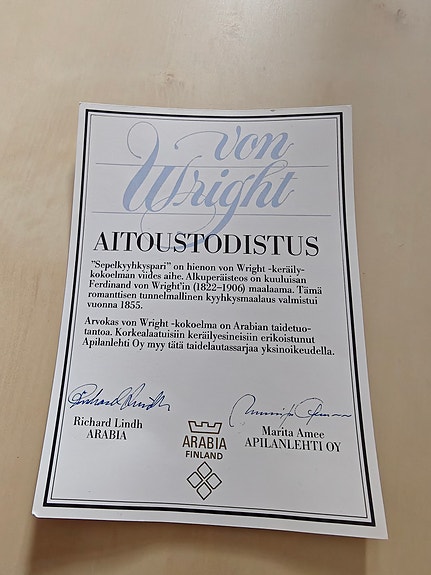 von
Wright
AITOUSTODISTUS
"Sepelkyyhkyspari" on hienon von Wright -keräily-
kokoelman viides aihe. Alkuperäisteos on kuuluisan
Ferdinand von Wright'in (1822–1906) maalaama. Tämä
romanttisen tunnelmallinen kyyhkysmaalaus valmistui
vuonna 1855.
Arvokas von Wright -kokoelma on Arabian taidetuo-
tantoa. Korkealaatuisiin keräilyesineisiin erikoistunut
Apilanlehti Oy myy tätä taidelautassarjaa yksinoikeudella.
Richard Lindh
ARABIA
ARABIA
FINLAND
Marita Amee
APILANLEHTI OY